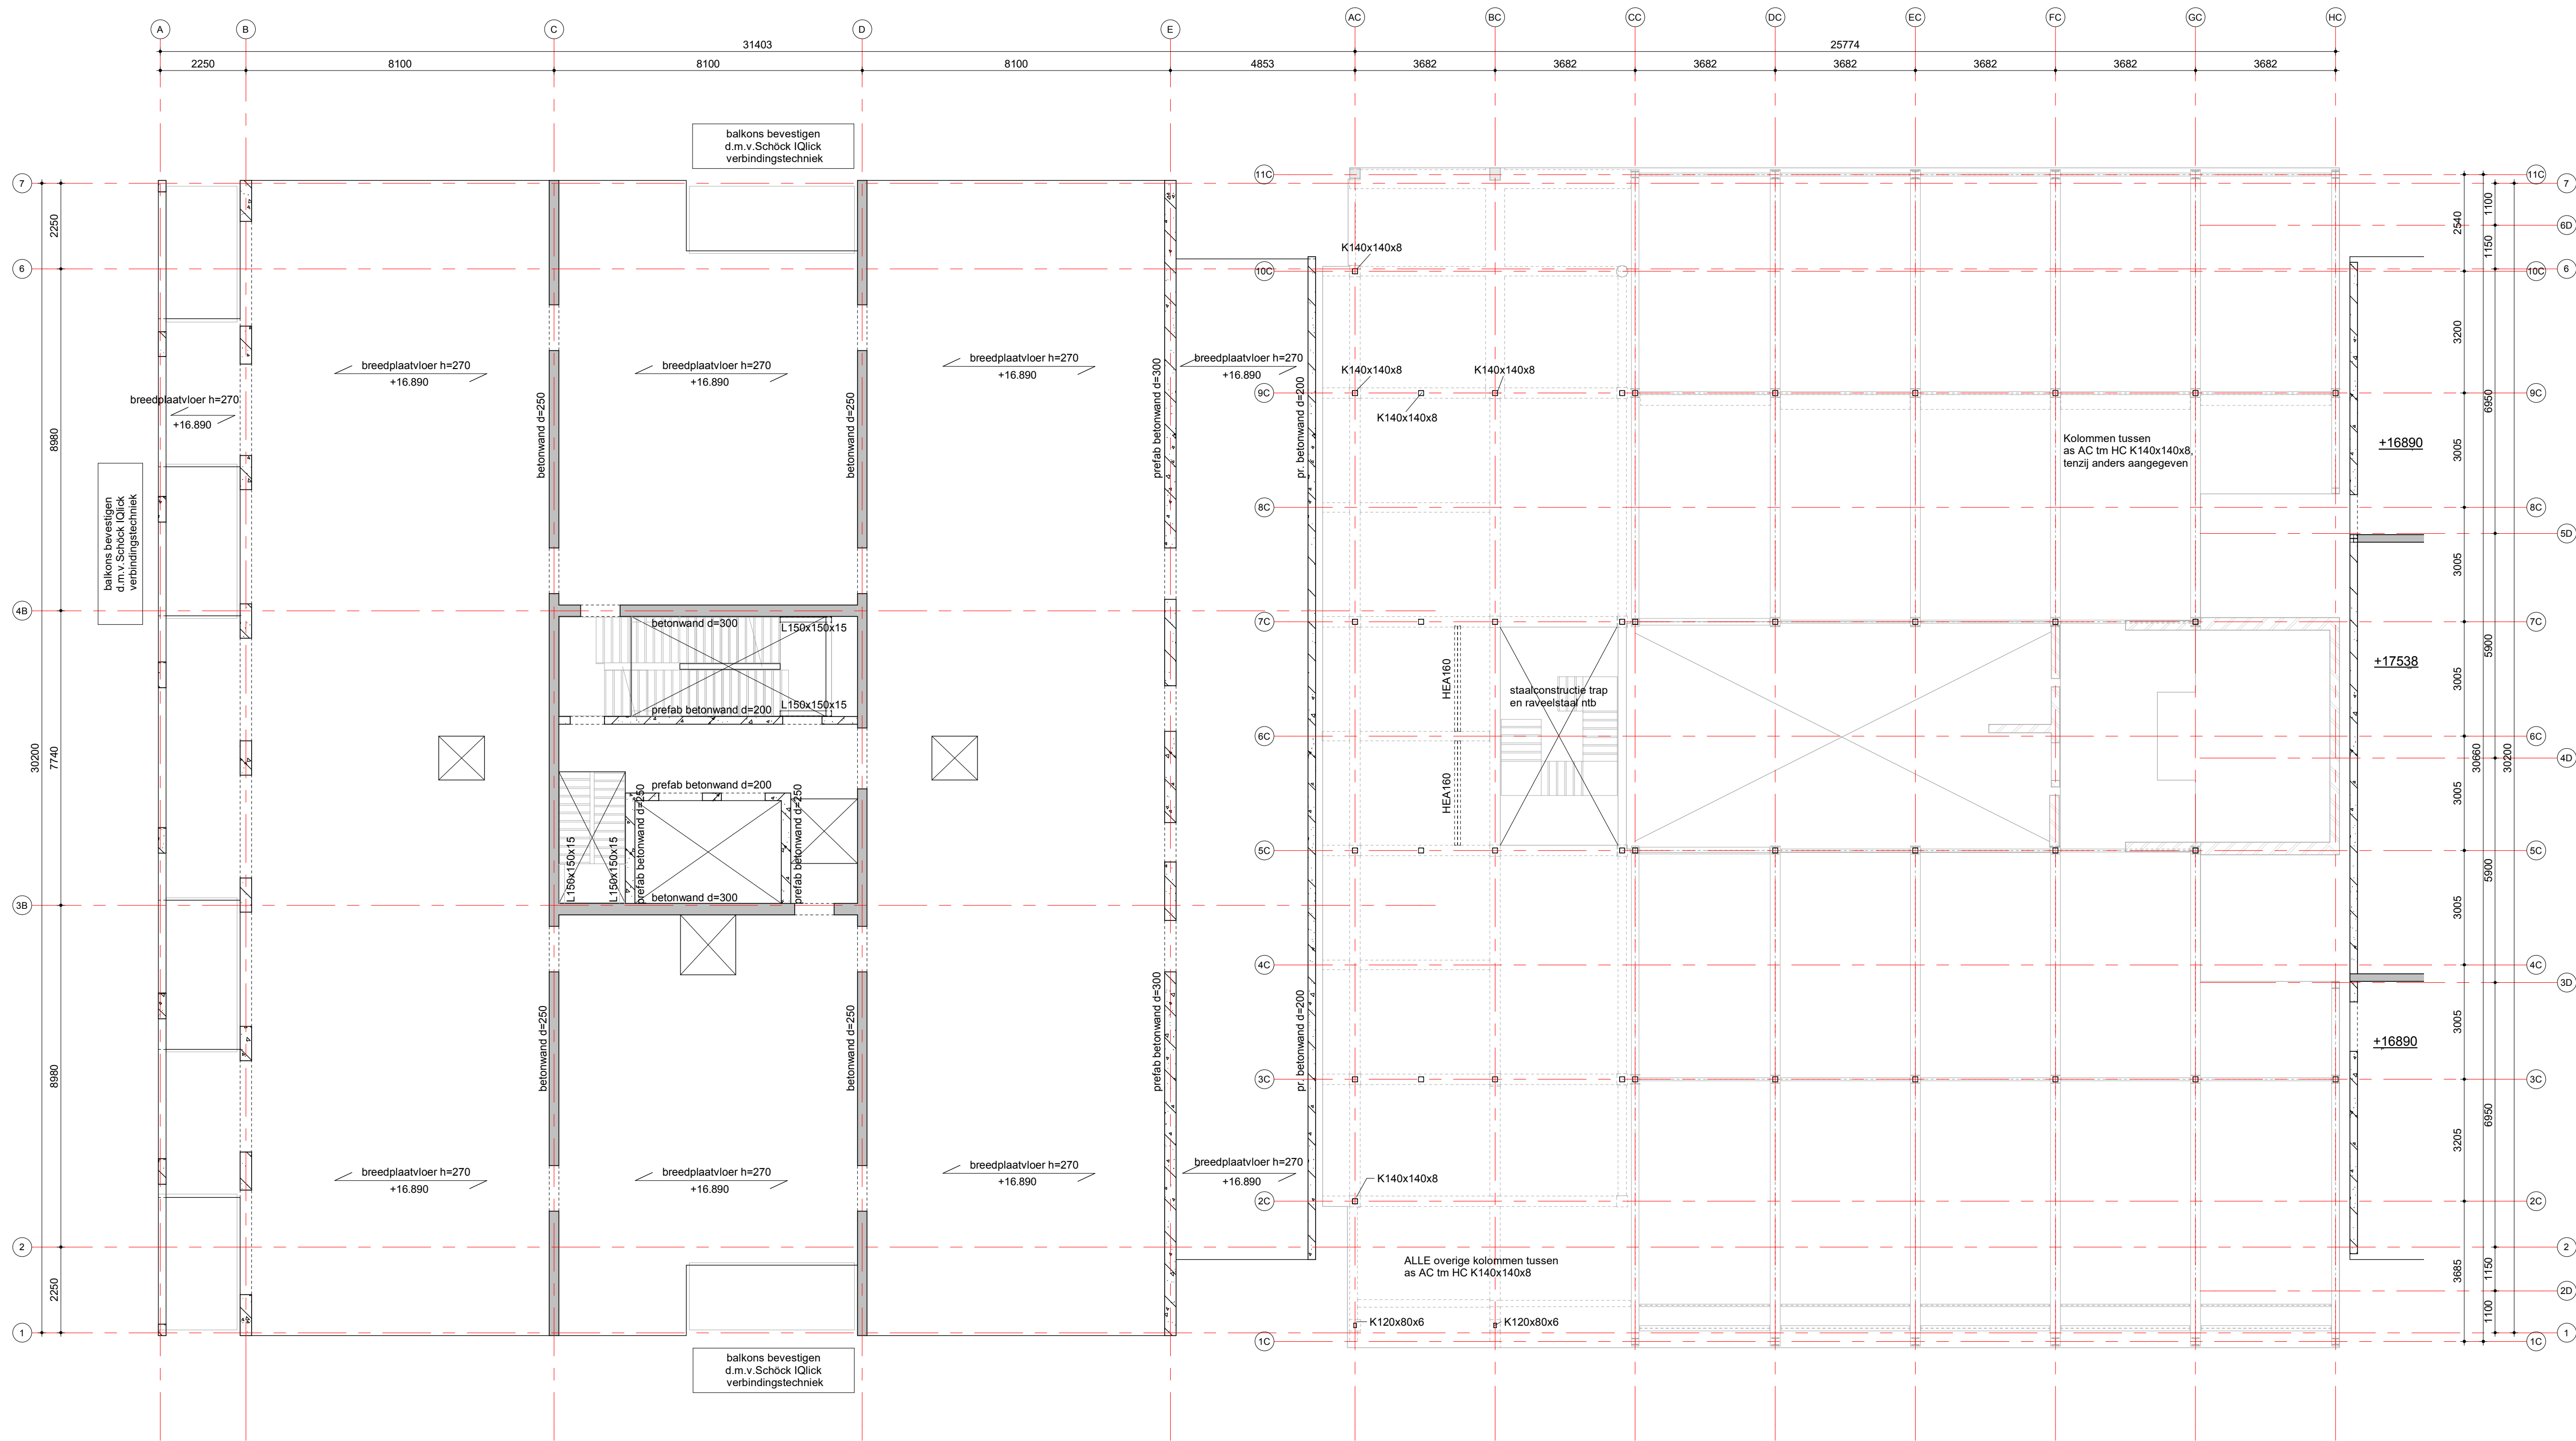 A
B
C
D
E
AC
BC
CC
DC
EC
FC
GC
HC
31403
25774
2250
8100
8100
8100
4853
3682
3682
3682
3682
3682
3682
3682
balkons bevestigen
d.m.v.Schöck IQlick
verbindingstechniek
7
11C
11C
7
2250
2540
1100
6D
6
K140x140x8
10C
1150
6
10C
3200
breedplaatvloer h=270
+16.890
breedplaatvloer h=270
+16.890
breedplaatvloer h=270
+16.890
breedplaatvloer h=270
+16.890
K140x140x8
K140x140x8
9C
9C
6950
breedplaatvloer h=270
+16.890
K140x140x8
betonwand d=250
betonwand d=250
prefab betonwand d=300
pr. betonwand d=200
8980
Kolommen tussen
as AC tm HC K140x140x8,
tenzij anders aangegeven
+16890
3005
balkons bevestigen
d.m.v.Schöck IQlick
verbindingstechniek
8C
8C
5D
3005
4B
betonwand d=300
L150x150x15
7C
7C
5900
+17538
HEA160
3005
staalconstructie trap
en raveelstaal ntb
L150x150x15
prefab betonwand d=200
30200
7740
6C
6C
30660
30200
4D
prefab betonwand d=200
HEA160
3005
prefab betonwand d=250
prefab betonwand d=250
L150x150x15
L150x150x15
5C
5C
5900
betonwand d=300
3B
3005
4C
4C
3D
betonwand d=250
betonwand d=250
prefab betonwand d=300
pr. betonwand d=200
3005
+16890
8980
3C
3C
6950
3205
breedplaatvloer h=270
+16.890
breedplaatvloer h=270
+16.890
breedplaatvloer h=270
+16.890
breedplaatvloer h=270
+16.890
K140x140x8
2C
2C
2
2
ALLE overige kolommen tussen
as AC tm HC K140x140x8
3685
1150
2250
2D
1100
K120x80x6
K120x80x6
1
1
1C
1C
balkons bevestigen
d.m.v.Schöck IQlick
verbindingstechniek